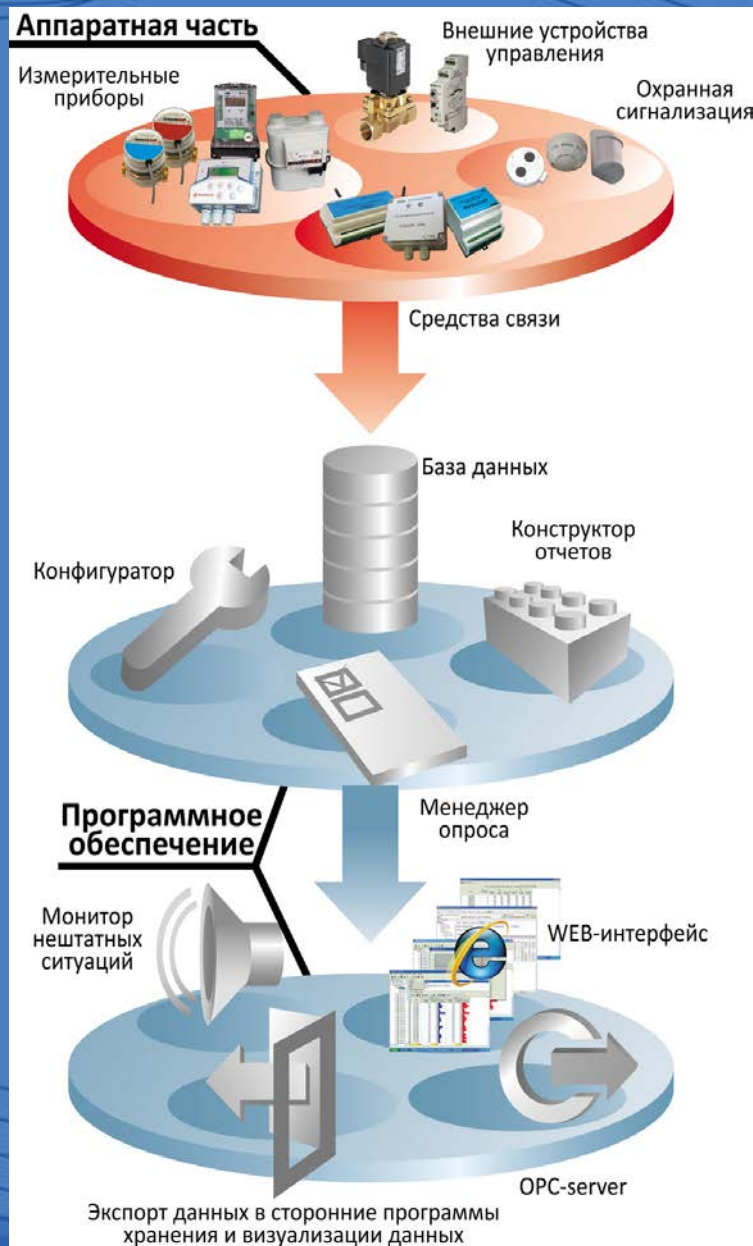 Аппаратная часть
Внешние устройства
управления
Измерительные
приборы
Охранная
сигнализация
Средства связи
База данных
Конструктор
отчетов
Конфигуратор
Менеджер
опроса
Программное
обеспечение
Монитор
нештатных
ситуаций
WEB-интерфейс
OPC-server
Экспорт данных в сторонние программы
хранения и визуализации данных